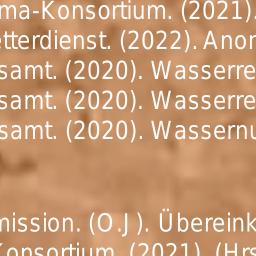 ma-Konsortium. (2021).
etterdienst. (2022). Anon
samt. (2020). Wasserre
samt. (2020). Wasserre
samt. (2020). Wassernu
mission. (O.J ). Übereink
Konsortium. (2021). (Hrs